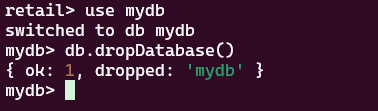 retail> use mydb
switched to db mydb
mydb> db.dropDatabase()
{ ok: 1, dropped: 'mydb' }
mydb>